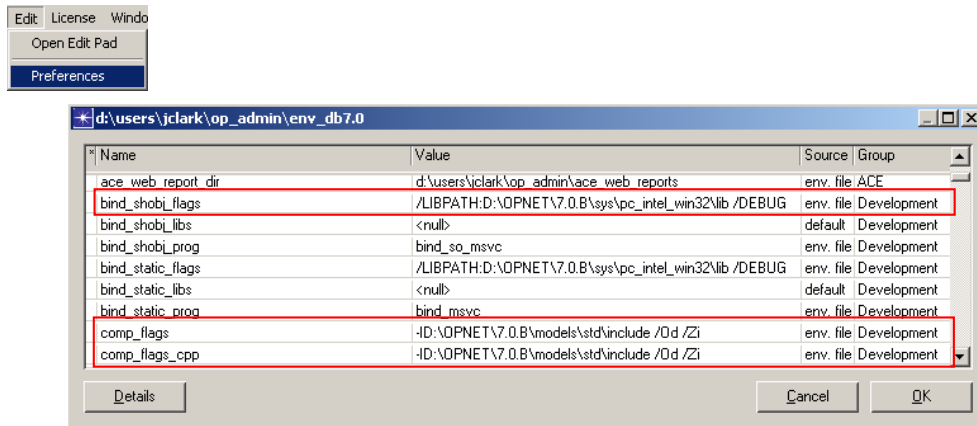 Edit License Windo
Open Edit Pad
Preferences
d:\users\jclark\op_admin\env_db7.0
* Name Value Source Group
ace_web_report_dir d:\users\jclark\op_admin\ace_web_reports env. file ACE
bind_shobj_flags /LIBPATH:D:\OPNET\7.0.B\sys\pc_intel_win32\lib /DEBUG env. file Development
bind_shobj_libs <null> default Development
bind_shobj_prog bind_so_msvc env. file Development
bind_static_flags /LIBPATH:D:\OPNET\7.0.B\sys\pc_intel_win32\lib /DEBUG env. file Development
bind_static_libs <null> default Development
bind_static_prog bind_msvc env. file Development
comp_flags -ID:\OPNET\7.0.B\models\std\include /Od /Zi env. file Development
comp_flags_cpp -ID:\OPNET\7.0.B\models\std\include /Od /Zi env. file Development
Details Cancel OK